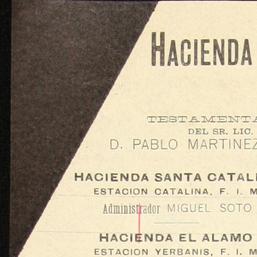 HACIENDA
TESTAMENTA
DEL SR. LIC.
D. PABLO MARTINEZ
HACIENDA SANTA CATAL
ESTACION CATALINA, F. I. M
Administrador MIGUEL SOTO
HACIENDA EL ALAMO
ESTACION YERBANIS, F. I. M